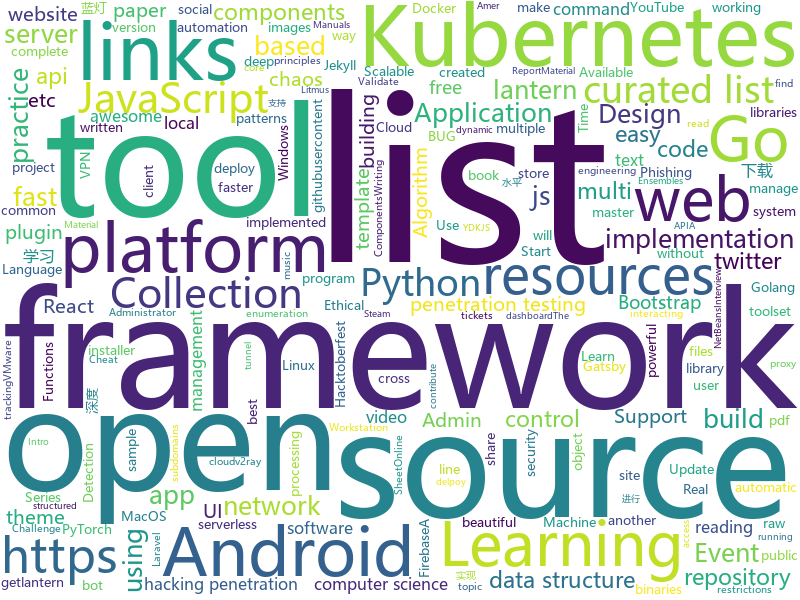 蓝灯 social Docker make command YouTube working
website paper automation images way components
server complete version Jekyll deep principles Kubernetes
links core Manuals Amer
api based chaos Scalable created ReportMaterial Validate Litmus 支持
practice JavaScript lantern Available free Cloud patterns multiple curated list
etc awesome written local Application Design find
tool list building githubusercontent Go
Windows BUG Time easy code libraries dynamic read
project VPN client deploy store book Writing text engineering 水平
fast faster template Components Phishing 下载
common js multi master manage
plugin implemented Algorithm Use YDKJS Ensembles system
学习 platform Start will web APIA without
Language music program implementation
React Collection Python resources twitter
Material Ethical Bootstrap Golang
Administrator enumeration Steam penetration testing interacting toolset
tracking VMware installer Functions management Linux Hacktoberfest tickets dashboardThe powerful files NetBeansInterview
Cheat cross Learn Gatsby library user
framework
深度 best video Admin control Support build pdf
open source
sample tunnel Workstation command line contribute share security object site Update automatic
Detection subdomains processing
Series cloudv2ray SheetOnline delpoy 进行 Real proxy
Intro PyTorch
app network Machine another raw
theme MacOS UI software beautiful reading
structured Challenge serverless Laravel FirebaseA access Event public
https using Android Learning running
bot repository topic
getlantern hacking penetration computer science data structure 实现 binaries restrictions